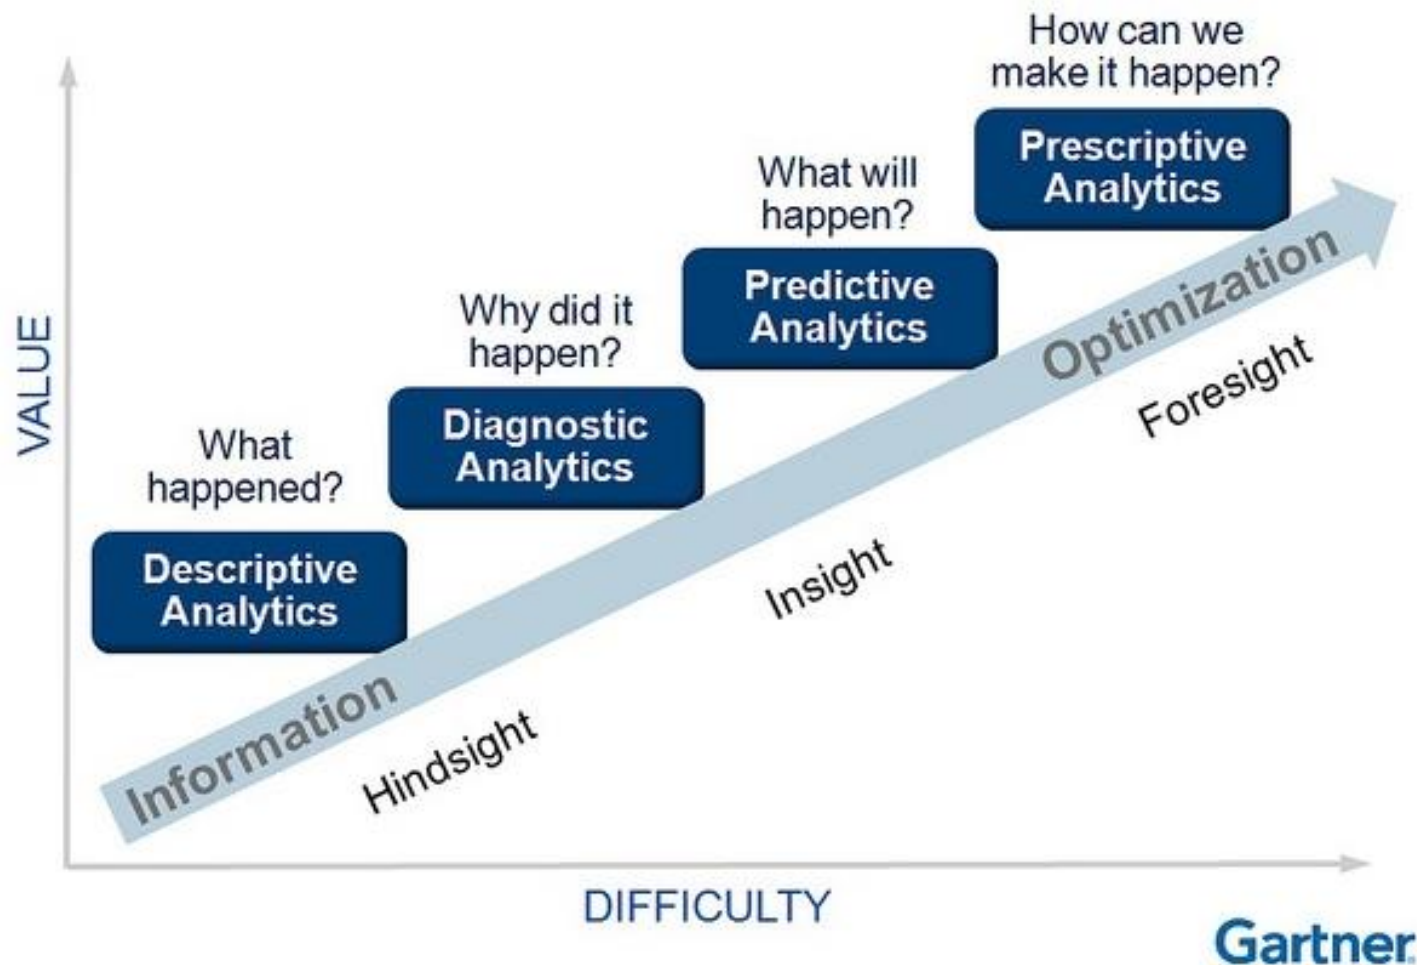 How can we
make it happen?
Prescriptive
Analytics
What will
happen?
Predictive
Analytics
Why did it
happen?
Diagnostic
Analytics
What
happened?
Descriptive
Analytics
Information
Optimization
Hindsight
Insight
Foresight
VALUE
DIFFICULTY
Gartner